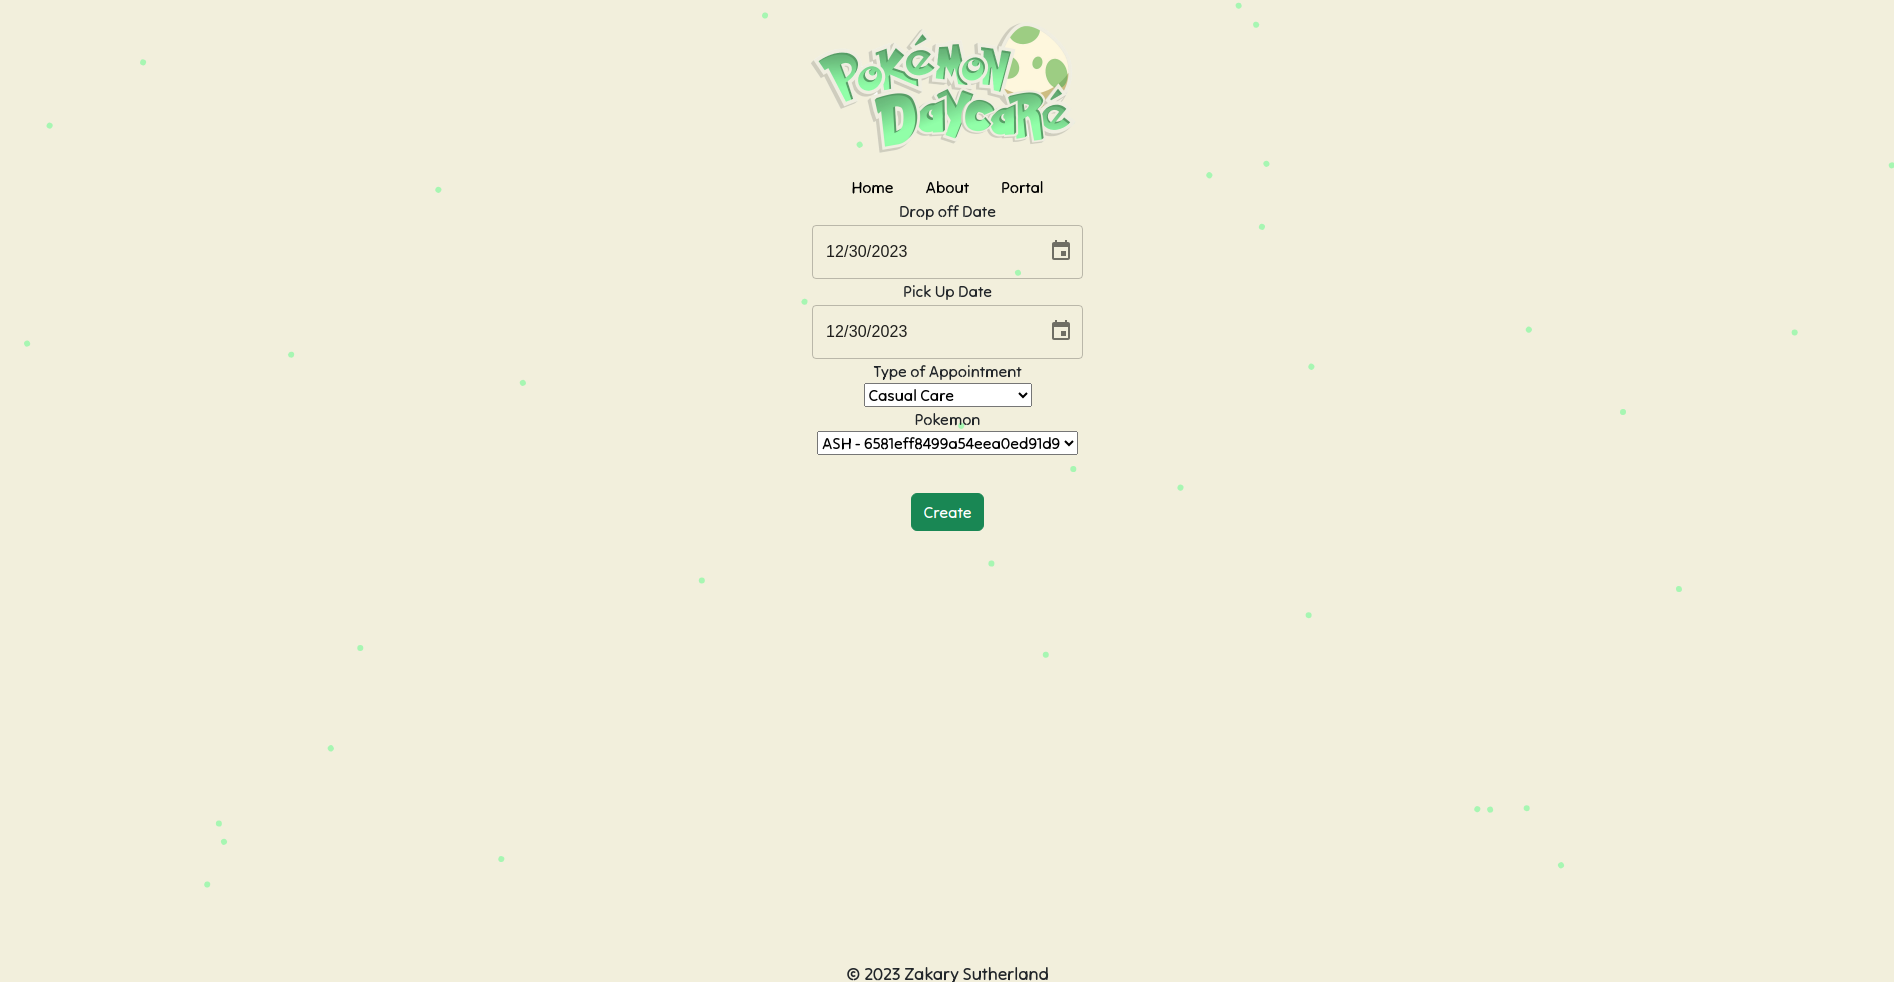 Pokémon
Daycaré
Home About Portal
Drop off Date
12/30/2023
Pick Up Date
12/30/2023
Type of Appointment
Casual Care
Pokemon
ASH - 6581eff8499a54eea0ed91d9
Create
© 2023 Zakary Sutherland